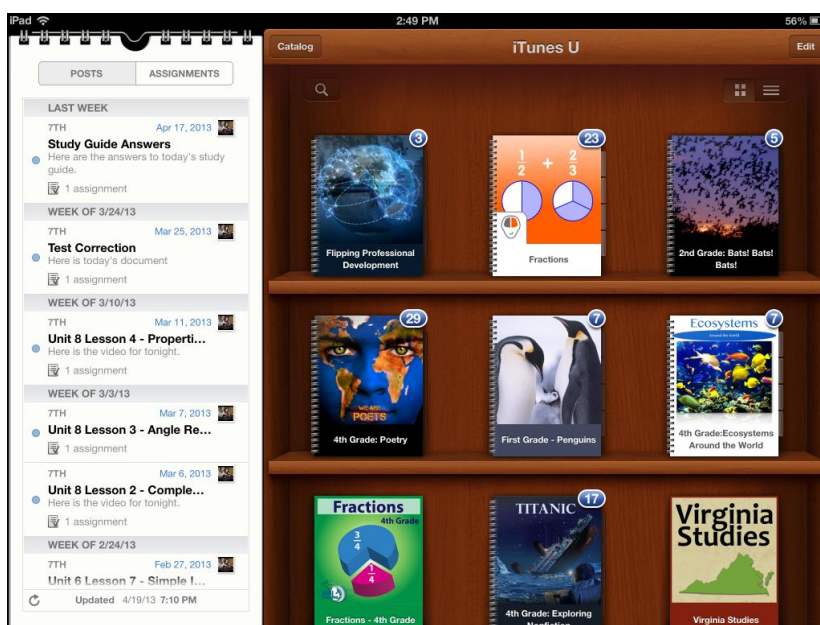 iPad
2:49 PM
56%
POSTS
ASSIGNMENTS
LAST WEEK
7TH
Apr 17, 2013
Study Guide Answers
Here are the answers to today's study
guide.
1 assignment
WEEK OF 3/24/13
7TH
Mar 25, 2013
Test Correction
Here is today's document
1 assignment
WEEK OF 3/10/13
7TH
Mar 11, 2013
Unit 8 Lesson 4 - Properti...
Here is the video for tonight.
1 assignment
WEEK OF 3/3/13
7TH
Mar 7, 2013
Unit 8 Lesson 3 - Angle Re...
1 assignment
7TH
Mar 6, 2013
Unit 8 Lesson 2 - Comple...
Here is the video for tonight.
1 assignment
WEEK OF 2/24/13
7TH
Feb 27, 2013
Unit 6 Lesson 7 - Simple I...
Updated 4/19/13 7:10 PM
Catalog
iTunes U
Edit
3
Flipping Professional
Development
23
1/2 + 2/3
Fractions
5
2nd Grade: Bats! Bats!
Bats!
29
WE ARE
POETS
4th Grade: Poetry
7
First Grade - Penguins
7
Ecosystems
Around the World
4th Grade:Ecosystems
Around the World
Fractions
4th Grade
3/4
1/4
Fractions - 4th Grade
17
TITANIC
4th Grade: Exploring
Nonfiction
Virginia
Studies
Virginia Studies